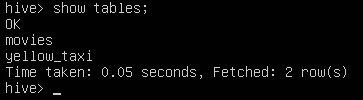 hive> show tables;
OK
movies
yellow_taxi
Time taken: 0.05 seconds, Fetched: 2 row(s)
hive> _